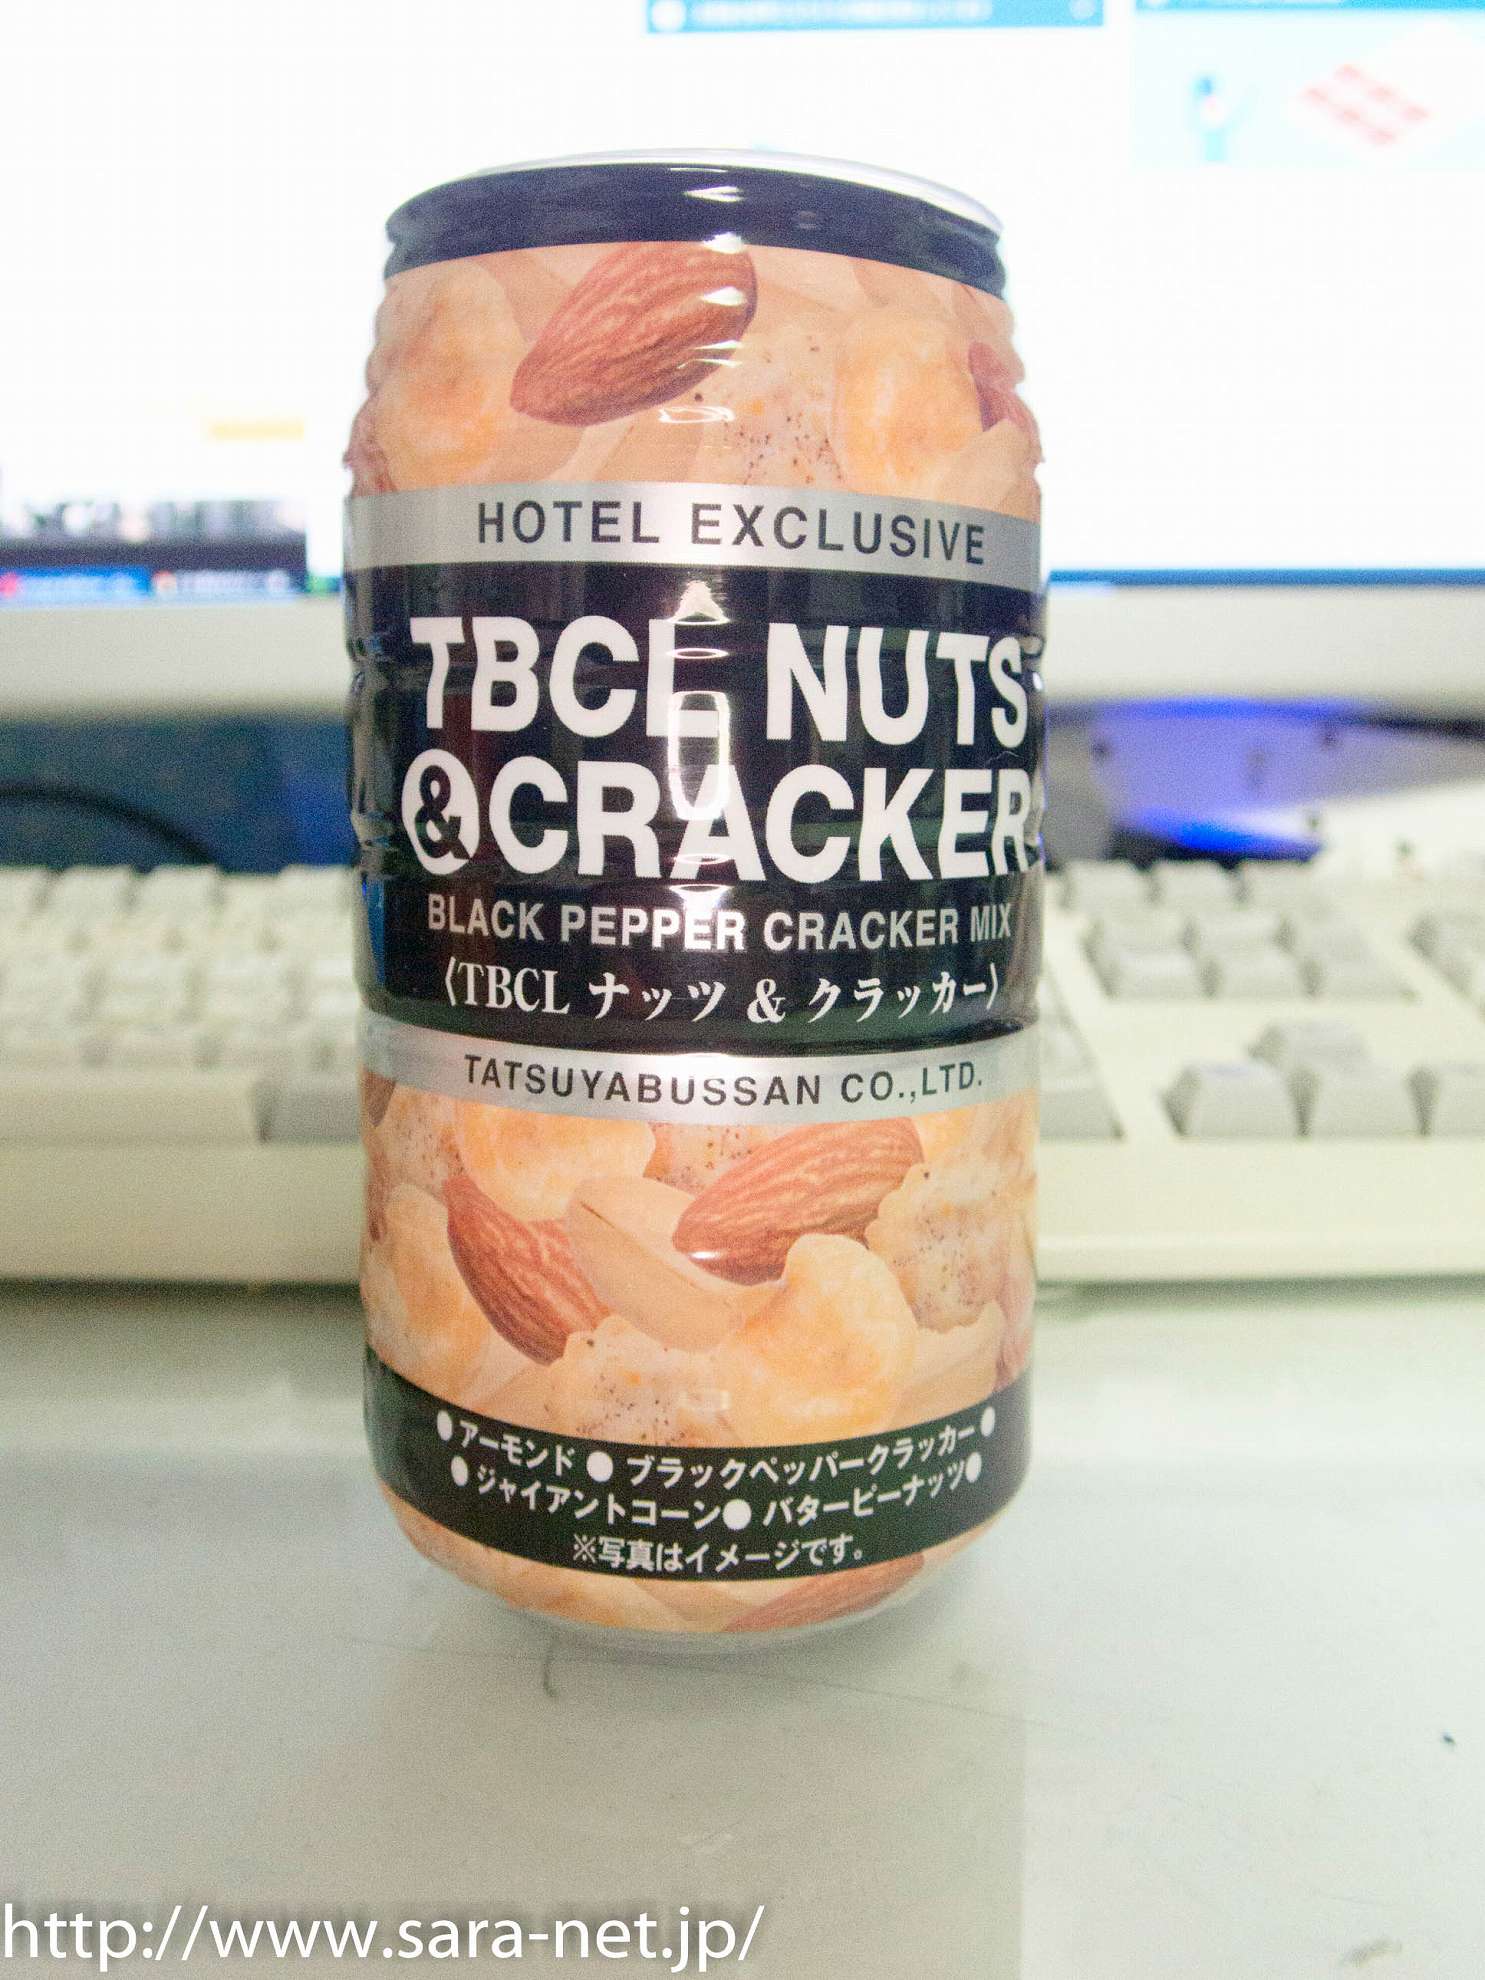 HOTEL EXCLUSIVE
TBCL NUTS
& CRACKER
BLACK PEPPER CRACKER MIX
〈TBCL ナッツ & クラッカー〉
TATSUYABUSSAN CO.,LTD.
●アーモンド ● ブラックペッパークラッカー ●
● ジャイアントコーン● バターピーナッツ●
※写真はイメージです。
http://www.sara-net.jp/